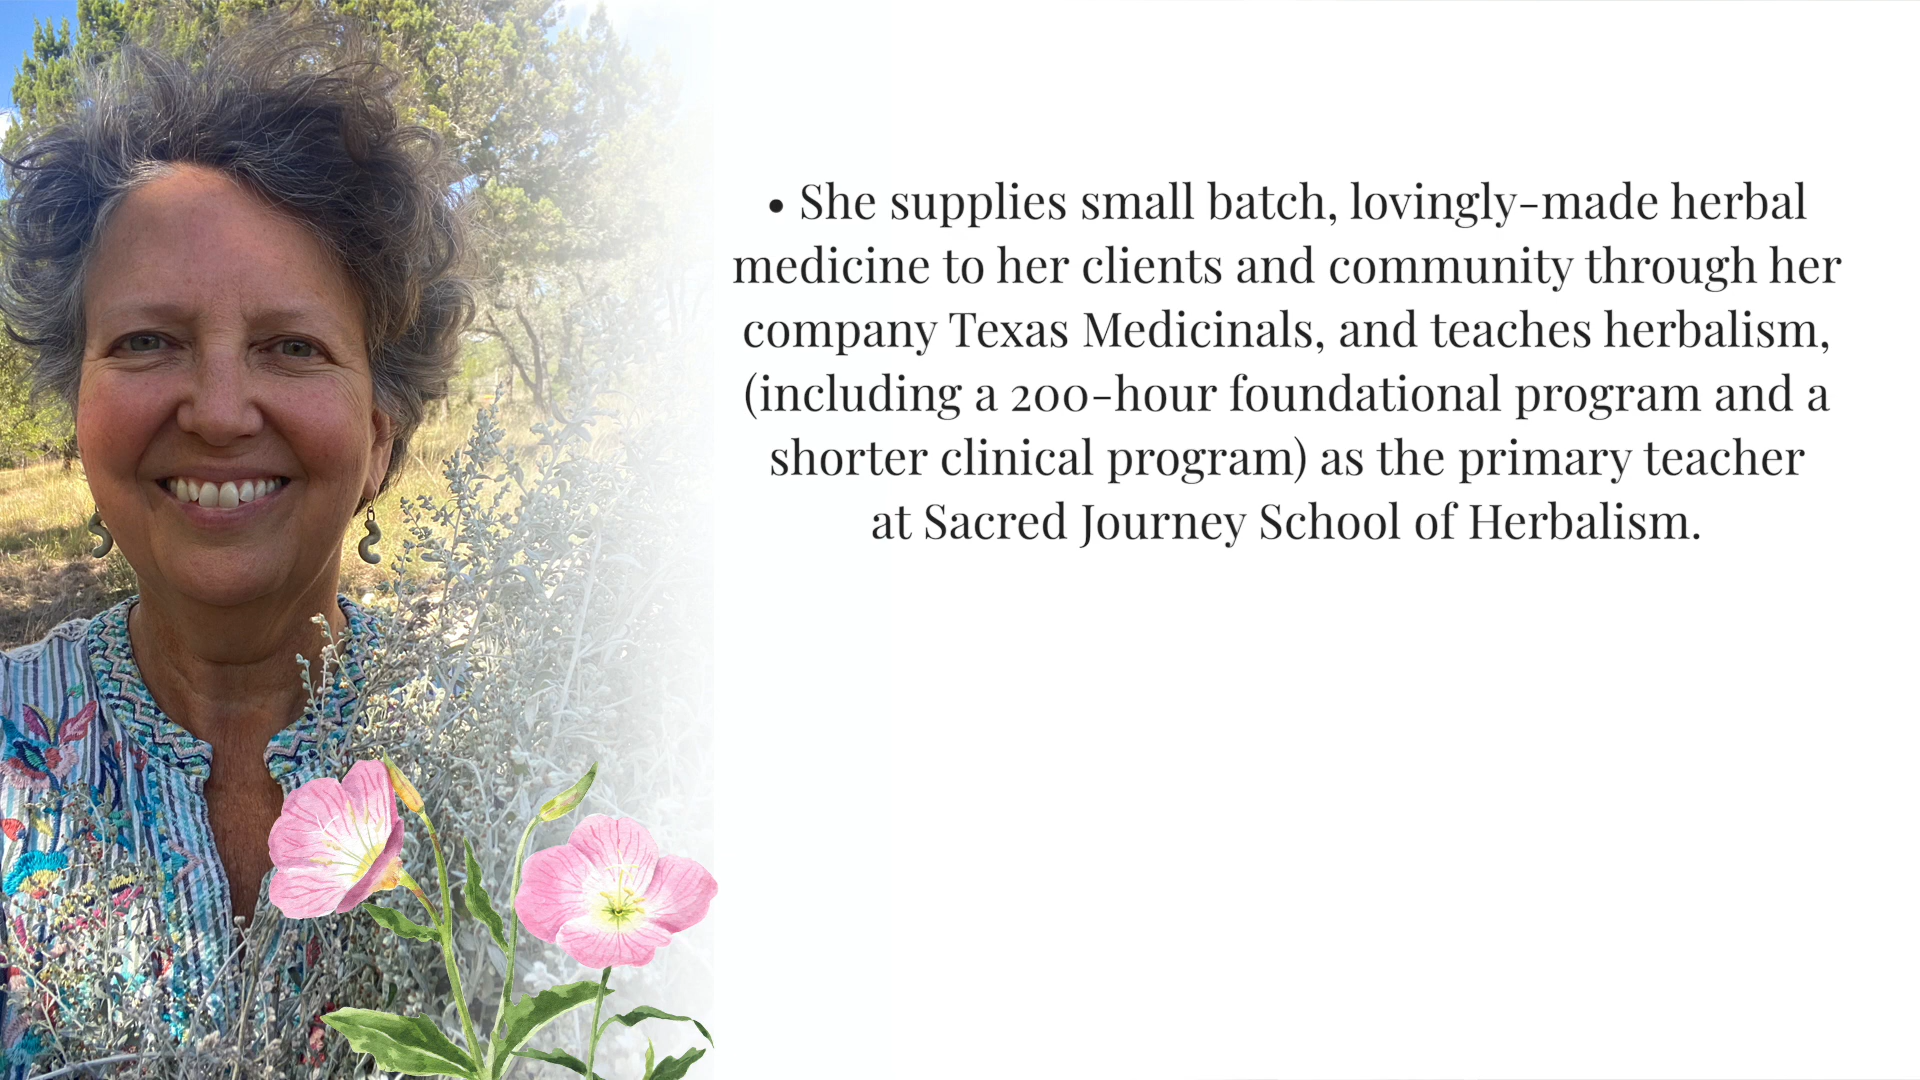 • She supplies small batch, lovingly-made herbal
medicine to her clients and community through her
company Texas Medicinals, and teaches herbalism,
(including a 200-hour foundational program and a
shorter clinical program) as the primary teacher
at Sacred Journey School of Herbalism.